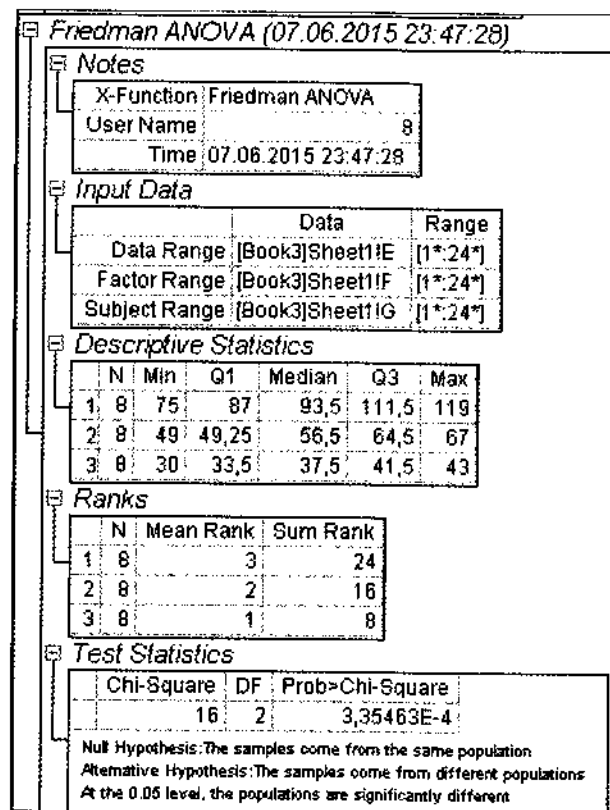 Friedman ANOVA (07.06.2015 23:47:28)
Notes
X-Function Friedman ANOVA
User Name 8
Time 07.06.2015 23:47:28
Input Data
Data Range
Data Range [Book3]Sheet1!E [1*:24*]
Factor Range [Book3]Sheet1!F [1*:24*]
Subject Range [Book3]Sheet1!G [1*:24*]
Descriptive Statistics
N Min Q1 Median Q3 Max
1 8 75 87 93,5 111,5 119
2 8 49 49,25 56,5 64,5 67
3 8 30 33,5 37,5 41,5 43
Ranks
N Mean Rank Sum Rank
1 8 3 24
2 8 2 16
3 8 1 8
Test Statistics
Chi-Square DF Prob>Chi-Square
16 2 3,35463E-4
Null Hypothesis:The samples come from the same population
Alternative Hypothesis:The samples come from different populations
At the 0.05 level, the populations are significantly different